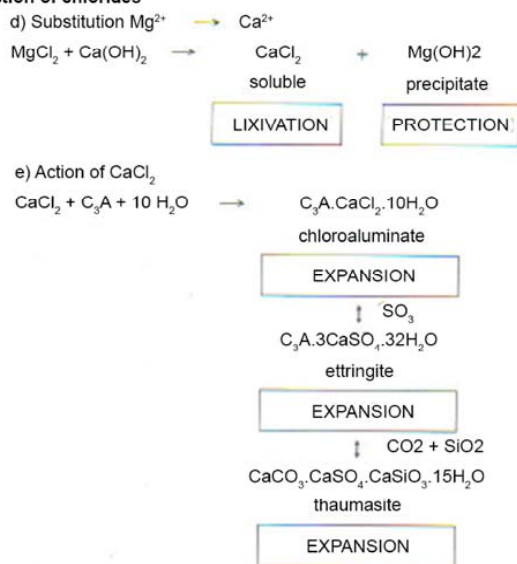 d) Substitution Mg²⁺ → Ca²⁺
MgCl₂ + Ca(OH)₂ → CaCl₂ + Mg(OH)2
soluble precipitate
LIXIVATION PROTECTION
e) Action of CaCl₂
CaCl₂ + C₃A + 10 H₂O → C₃A.CaCl₂.10H₂O
chloroaluminate
EXPANSION
↕ SO₃
C₃A.3CaSO₄.32H₂O
ettringite
EXPANSION
↕ CO2 + SiO2
CaCO₃.CaSO₄.CaSiO₃.15H₂O
thaumasite
EXPANSION